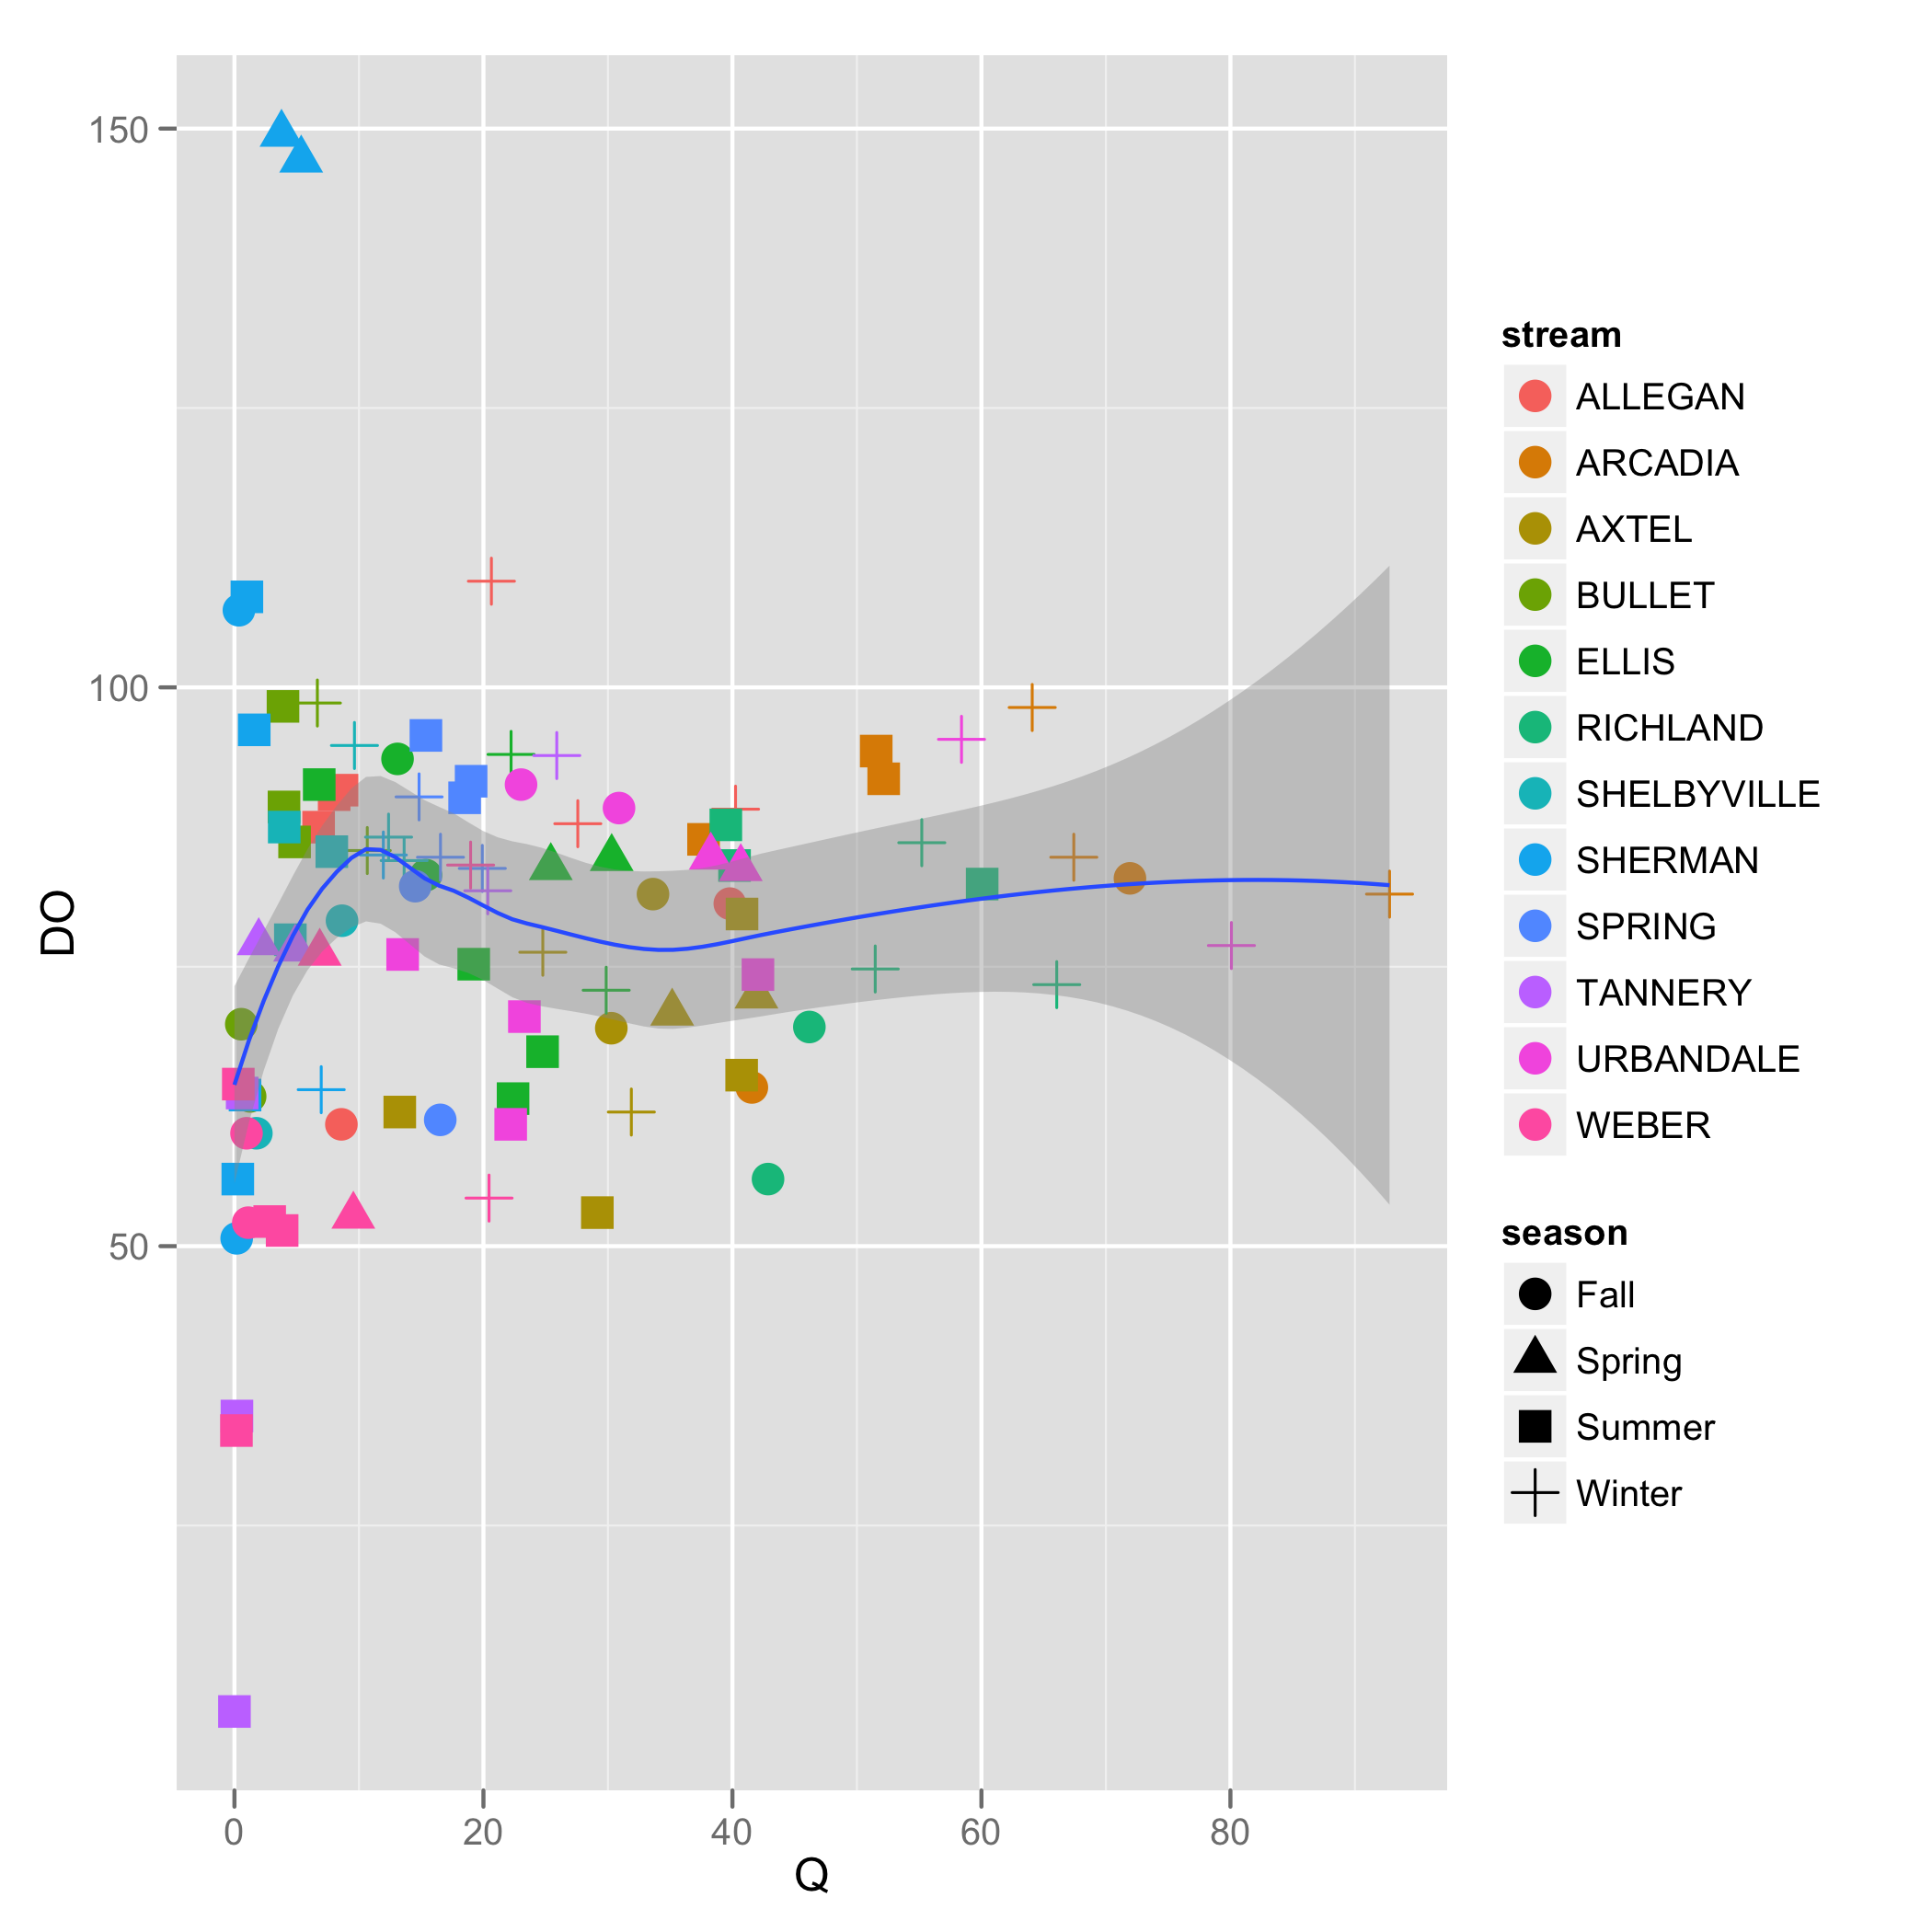 150
100
50
DO
0 20 40 60 80
Q
stream
ALLEGAN
ARCADIA
AXTEL
BULLET
ELLIS
RICHLAND
SHELBYVILLE
SHERMAN
SPRING
TANNERY
URBANDALE
WEBER
season
Fall
Spring
Summer
Winter